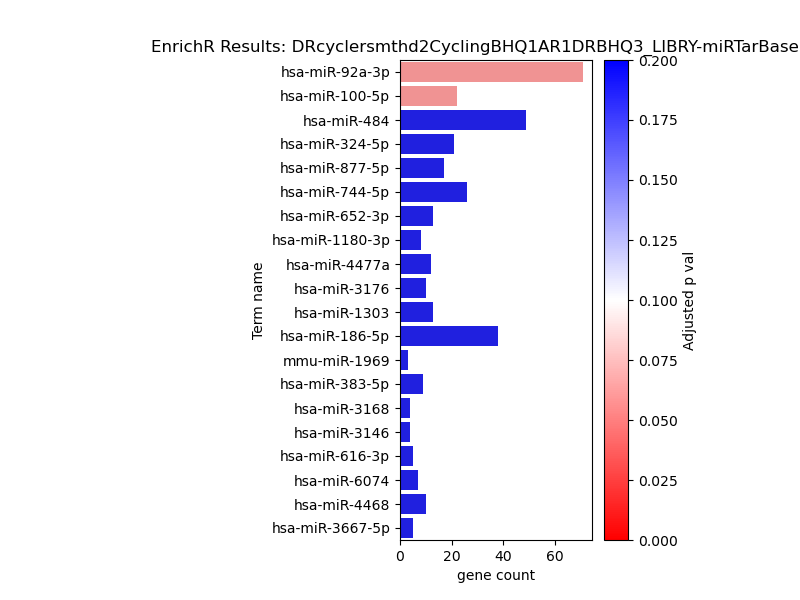 EnrichR Results: DRcyclersmthd2CyclingBHQ1AR1DRBHQ3_LIBRY-miRTarBase
hsa-miR-92a-3p
hsa-miR-100-5p
hsa-miR-484
hsa-miR-324-5p
hsa-miR-877-5p
hsa-miR-744-5p
hsa-miR-652-3p
hsa-miR-1180-3p
hsa-miR-4477a
hsa-miR-3176
hsa-miR-1303
hsa-miR-186-5p
mmu-miR-1969
hsa-miR-383-5p
hsa-miR-3168
hsa-miR-3146
hsa-miR-616-3p
hsa-miR-6074
hsa-miR-4468
hsa-miR-3667-5p
Term name
0 20 40 60
gene count
0.200
0.175
0.150
0.125
0.100
0.075
0.050
0.025
0.000
Adjusted p val